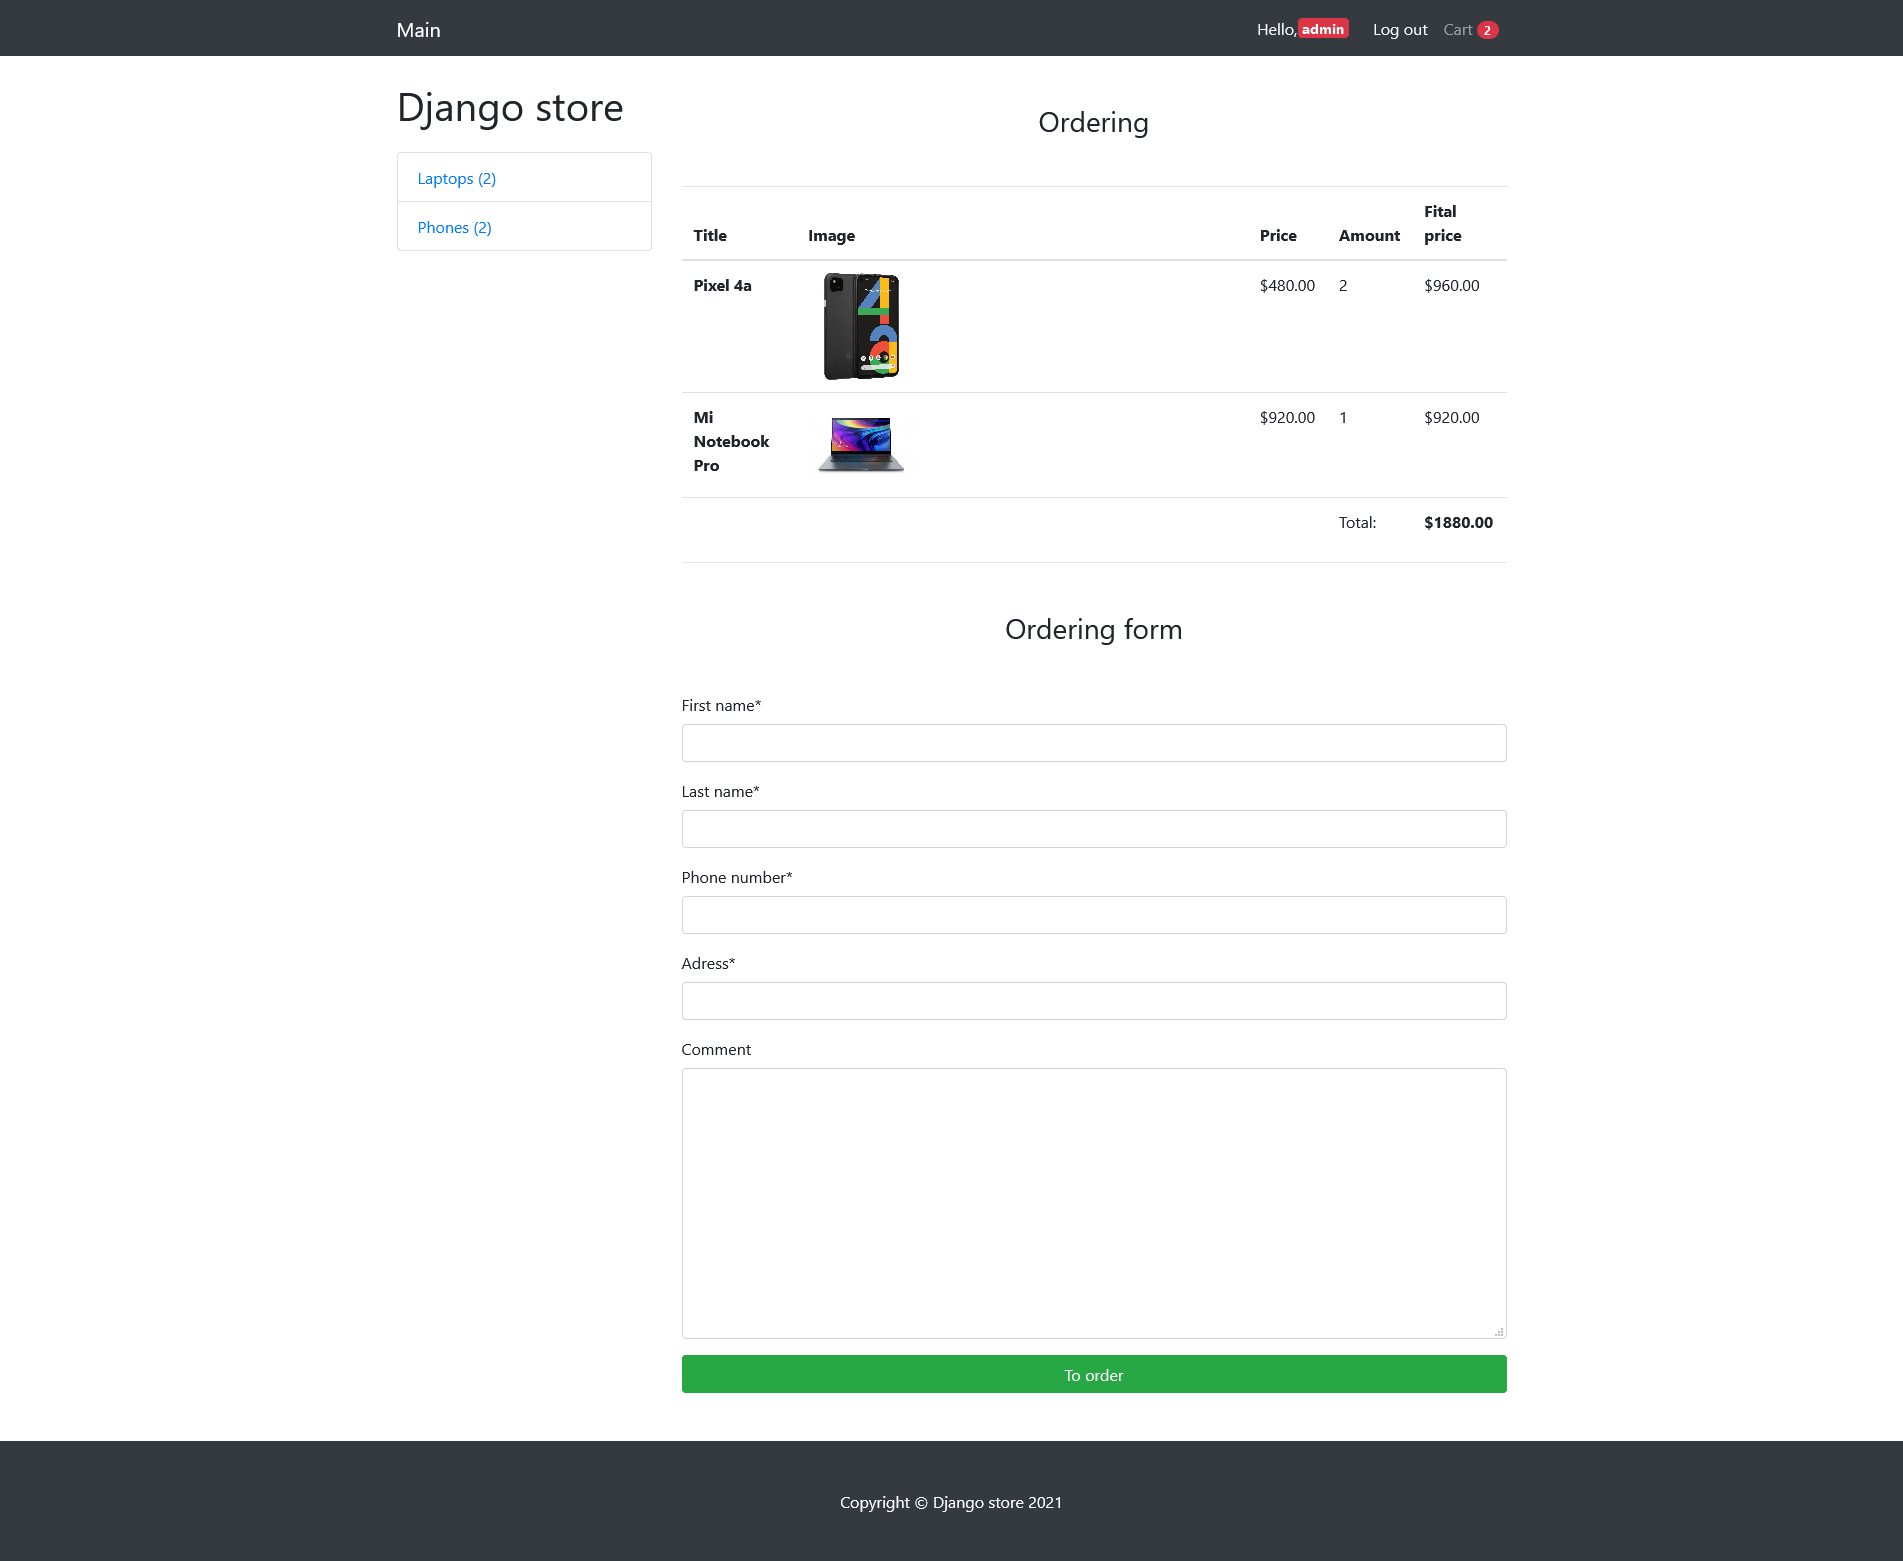 Main
Hello, admin Log out Cart 2
Django store
Laptops (2)
Phones (2)
Ordering
Title Image Price Amount Fital price
Pixel 4a $480.00 2 $960.00
Mi Notebook Pro $920.00 1 $920.00
Total: $1880.00
Ordering form
First name*
Last name*
Phone number*
Adress*
Comment
To order
Copyright © Django store 2021